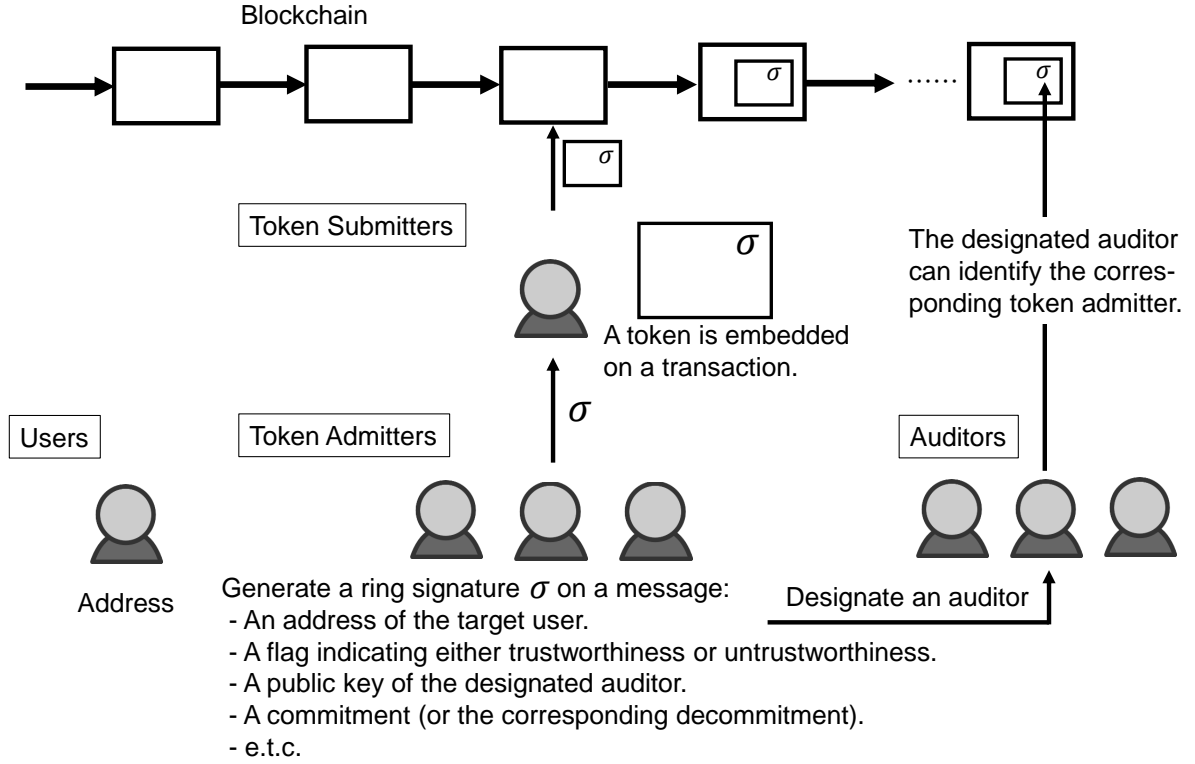 Blockchain
σ
......
σ
σ
Token Submitters
σ
The designated auditor
can identify the corres-
ponding token admitter.
A token is embedded
on a transaction.
σ
Users
Token Admitters
Auditors
Address
Generate a ring signature σ on a message:
- An address of the target user.
- A flag indicating either trustworthiness or untrustworthiness.
- A public key of the designated auditor.
- A commitment (or the corresponding decommitment).
- e.t.c.
Designate an auditor